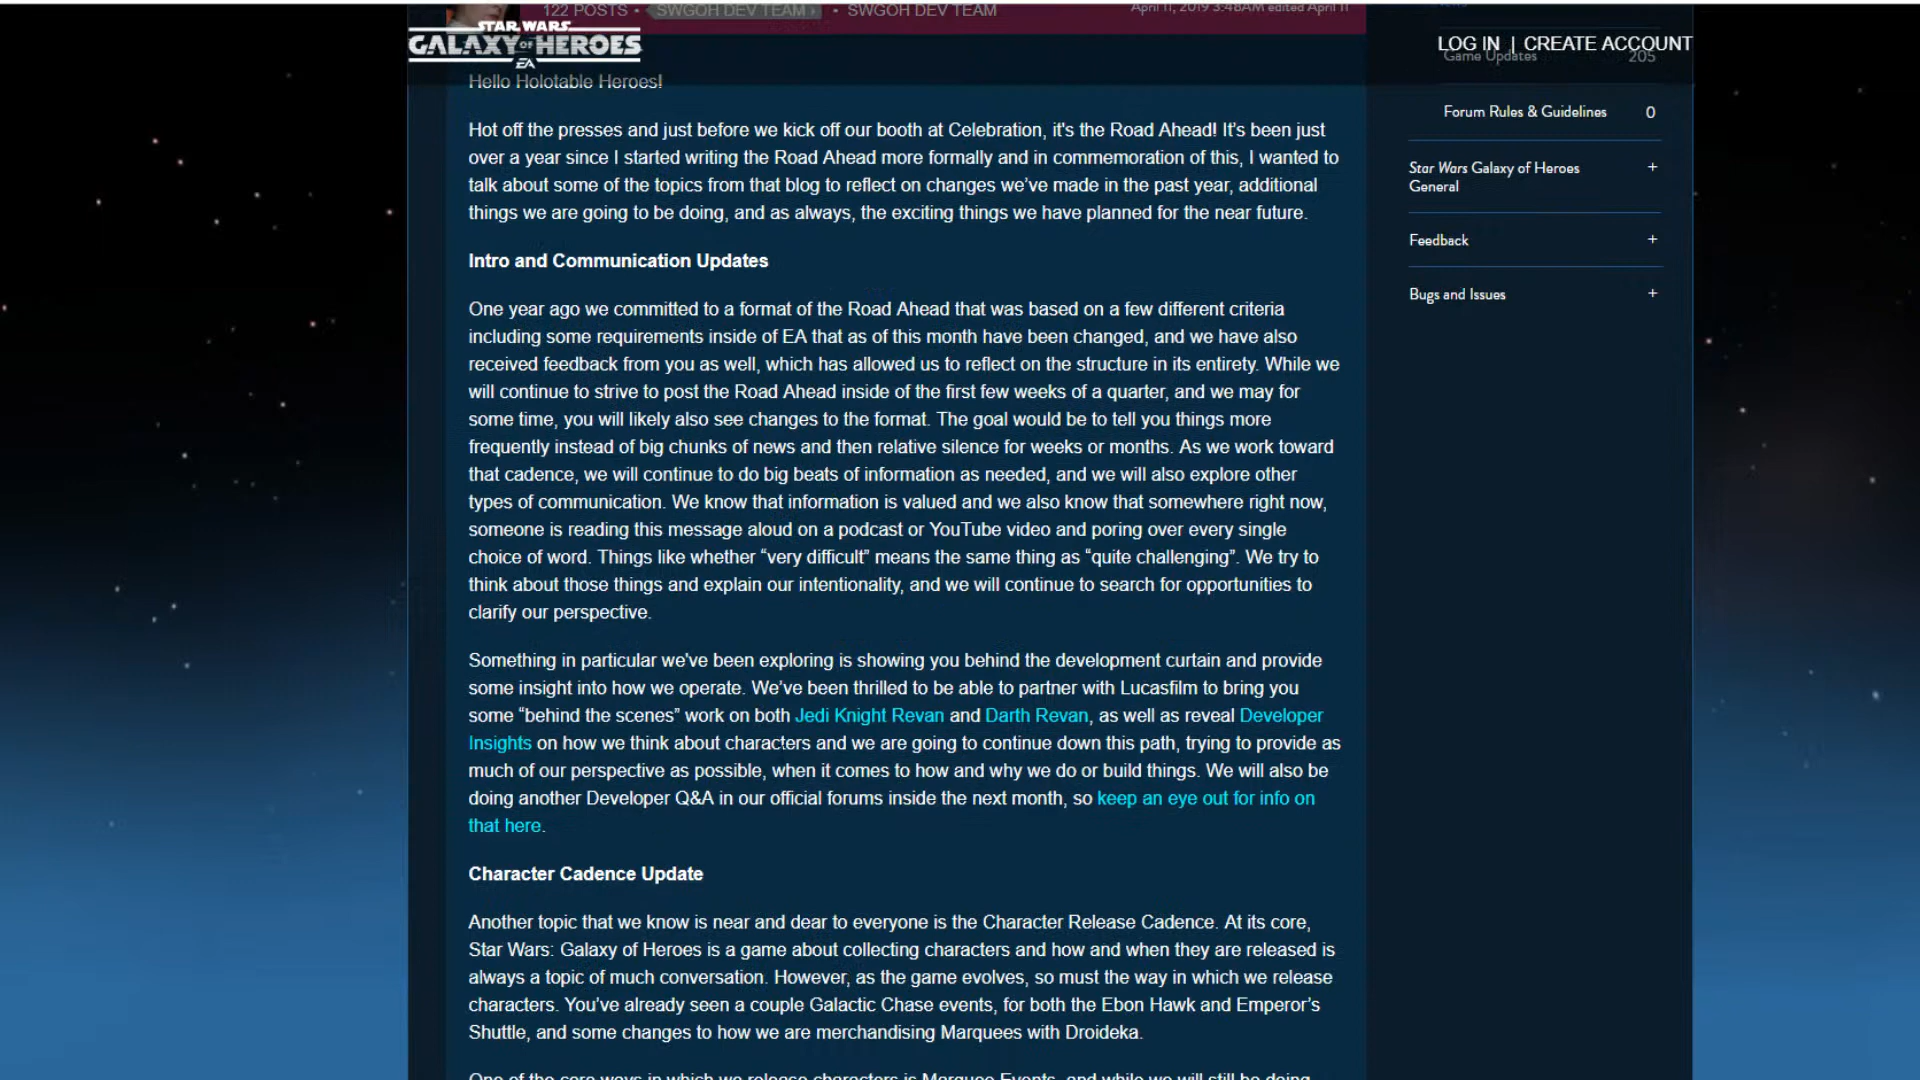 122 POSTS • SWGOH DEV TEAM › • SWGOH DEV TEAM
April 11, 2019 3:48AM edited April 11
STAR WARS
GALAXY OF HEROES
EA
LOG IN | CREATE ACCOUNT
Game Updates 205
Hello Holotable Heroes!
Forum Rules & Guidelines 0
Star Wars Galaxy of Heroes
General +
Feedback +
Bugs and Issues +
Hot off the presses and just before we kick off our booth at Celebration, it's the Road Ahead! It’s been just
over a year since I started writing the Road Ahead more formally and in commemoration of this, I wanted to
talk about some of the topics from that blog to reflect on changes we’ve made in the past year, additional
things we are going to be doing, and as always, the exciting things we have planned for the near future.
Intro and Communication Updates
One year ago we committed to a format of the Road Ahead that was based on a few different criteria
including some requirements inside of EA that as of this month have been changed, and we have also
received feedback from you as well, which has allowed us to reflect on the structure in its entirety. While we
will continue to strive to post the Road Ahead inside of the first few weeks of a quarter, and we may for
some time, you will likely also see changes to the format. The goal would be to tell you things more
frequently instead of big chunks of news and then relative silence for weeks or months. As we work toward
that cadence, we will continue to do big beats of information as needed, and we will also explore other
types of communication. We know that information is valued and we also know that somewhere right now,
someone is reading this message aloud on a podcast or YouTube video and poring over every single
choice of word. Things like whether “very difficult” means the same thing as “quite challenging”. We try to
think about those things and explain our intentionality, and we will continue to search for opportunities to
clarify our perspective.
Something in particular we've been exploring is showing you behind the development curtain and provide
some insight into how we operate. We’ve been thrilled to be able to partner with Lucasfilm to bring you
some “behind the scenes” work on both Jedi Knight Revan and Darth Revan, as well as reveal Developer
Insights on how we think about characters and we are going to continue down this path, trying to provide as
much of our perspective as possible, when it comes to how and why we do or build things. We will also be
doing another Developer Q&A in our official forums inside the next month, so keep an eye out for info on
that here.
Character Cadence Update
Another topic that we know is near and dear to everyone is the Character Release Cadence. At its core,
Star Wars: Galaxy of Heroes is a game about collecting characters and how and when they are released is
always a topic of much conversation. However, as the game evolves, so must the way in which we release
characters. You’ve already seen a couple Galactic Chase events, for both the Ebon Hawk and Emperor’s
Shuttle, and some changes to how we are merchandising Marquees with Droideka.
One of the core ways in which we release characters is Marquee Events, and while we will still be doing